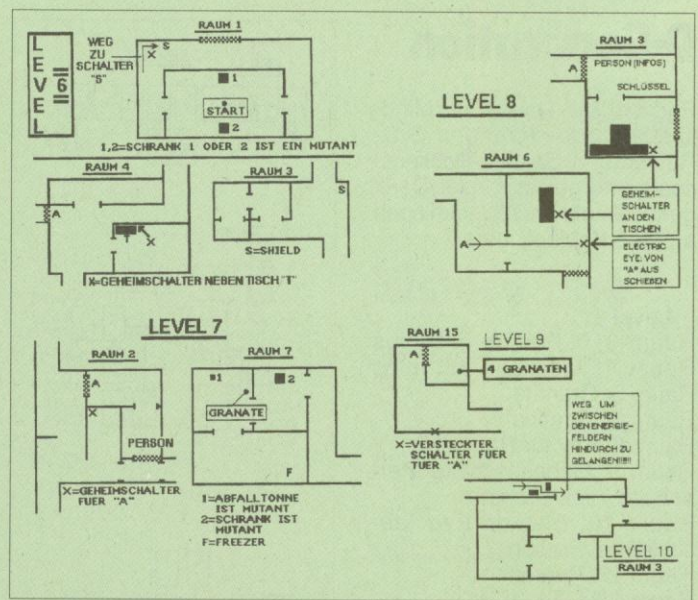 LEVEL 6
WEG
ZU
SCHALTER
"S"
RAUM 1
S
X
1
START
2
1,2=SCHRANK 1 ODER 2 IST EIN MUTANT
RAUM 4
A
X
X=GEHEIMSCHALTER NEBEN TISCH "T"
RAUM 3
S
S=SHIELD
LEVEL 8
RAUM 3
A
PERSON (INFOS)
SCHLÜSSEL
X
RAUM 6
X
A
X
GEHEIM-
SCHALTER
AN DEN
TISCHEN
ELECTRIC
EYE. VON
"A" AUS
SCHIEBEN
LEVEL 7
RAUM 2
A
X
PERSON
X=GEHEIMSCHALTER
FUER "A"
RAUM 7
1
2
GRANATE
F
1=ABFALLTONNE
IST MUTANT
2=SCHRANK IST
MUTANT
F=FREEZER
LEVEL 9
RAUM 15
A
4 GRANATEN
X
X=VERSTECKTER
SCHALTER FUER
TUER "A"
WEG UM
ZWISCHEN
DEN ENERGIE-
FELDERN
HINDURCH ZU
GELANGEN!!!!!
LEVEL 10
RAUM 3